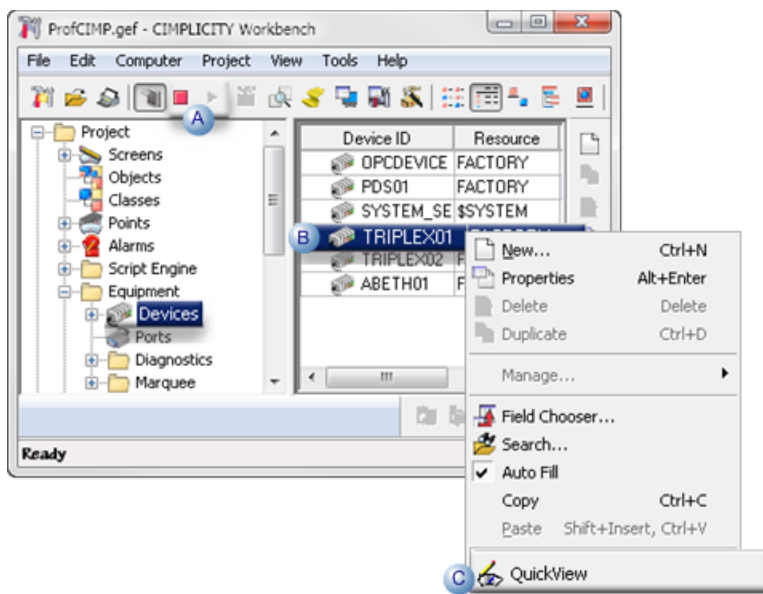 ProfCIMP.gef - CIMPLICITY Workbench
File Edit Computer Project View Tools Help
A
Project
Screens
Objects
Classes
Points
Alarms
Script Engine
Equipment
Devices
Ports
Diagnostics
Marquee
Device ID Resource
OPCDEVICE FACTORY
PDS01 FACTORY
SYSTEM_SE $SYSTEM
B TRIPLEX01
TRIPLEX02 F
ABETH01 F
New... Ctrl+N
Properties Alt+Enter
Delete Delete
Duplicate Ctrl+D
Manage...
Field Chooser...
Search...
Auto Fill
Copy Ctrl+C
Paste Shift+Insert, Ctrl+V
C QuickView
Ready